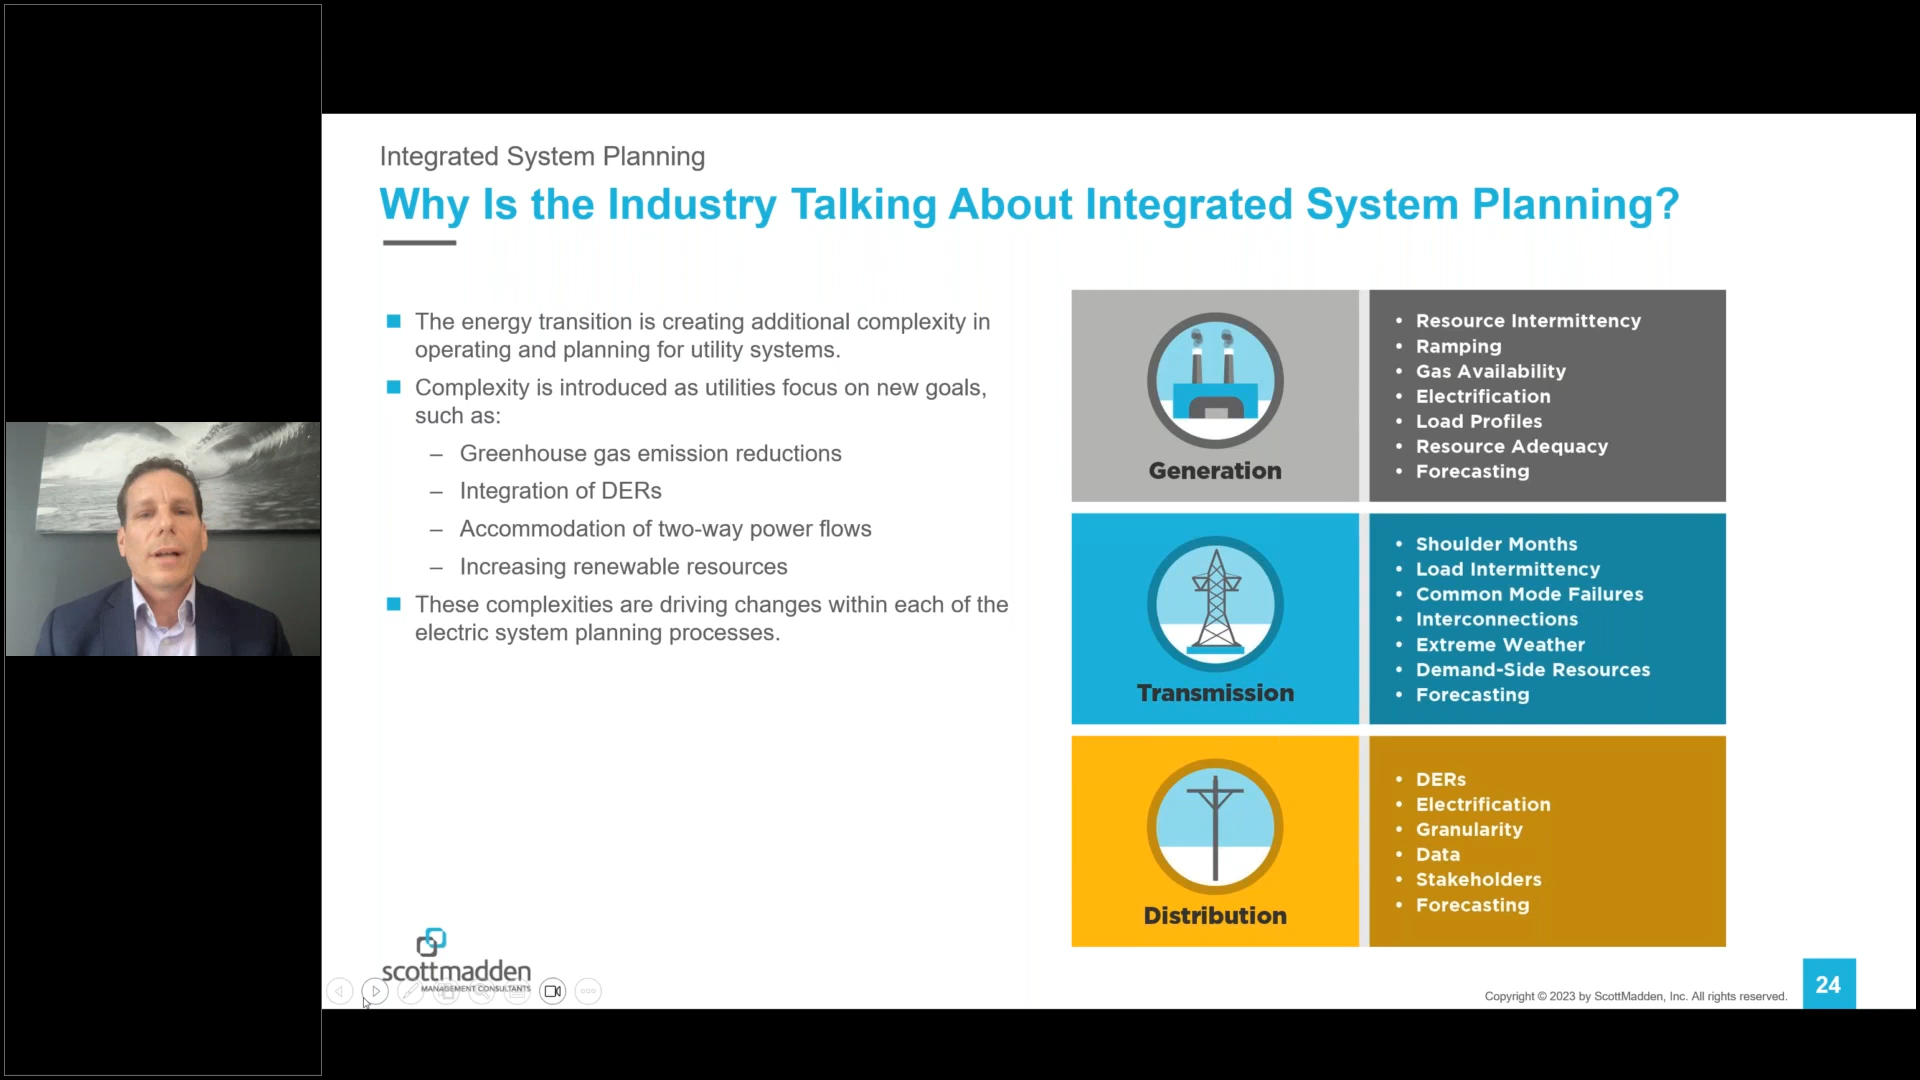 Integrated System Planning
Why Is the Industry Talking About Integrated System Planning?
The energy transition is creating additional complexity in
operating and planning for utility systems.
Complexity is introduced as utilities focus on new goals,
such as:
– Greenhouse gas emission reductions
– Integration of DERs
– Accommodation of two-way power flows
– Increasing renewable resources
These complexities are driving changes within each of the
electric system planning processes.
Generation
• Resource Intermittency
• Ramping
• Gas Availability
• Electrification
• Load Profiles
• Resource Adequacy
• Forecasting
Transmission
• Shoulder Months
• Load Intermittency
• Common Mode Failures
• Interconnections
• Extreme Weather
• Demand-Side Resources
• Forecasting
Distribution
• DERs
• Electrification
• Granularity
• Data
• Stakeholders
• Forecasting
scottmadden
MANAGEMENT CONSULTANTS
Copyright © 2023 by ScottMadden, Inc. All rights reserved.
24